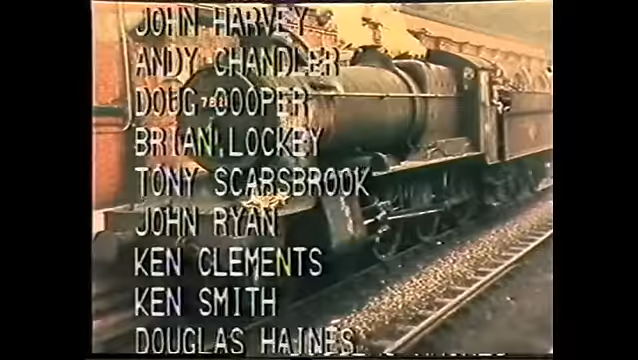 JOHN HARVEY
ANDY CHANDLER
DOUG COOPER
BRIAN LOCKEY
TONY SCARSBROOK
JOHN RYAN
KEN CLEMENTS
KEN SMITH
DOUGLAS HAINES